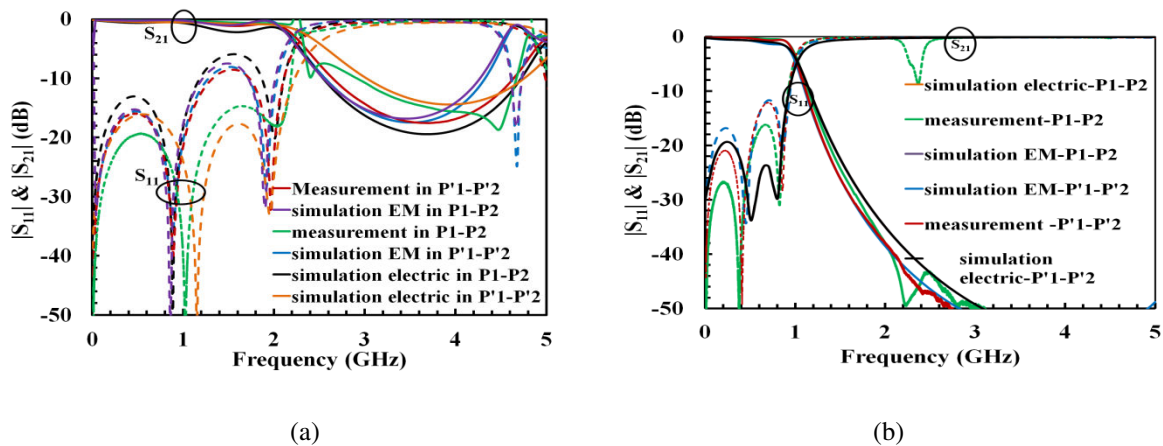 |S11| & |S21| (dB)
0
-10
-20
-30
-40
-50
S21
S11
Measurement in P'1-P'2
simulation EM in P1-P2
measurement in P1-P2
simulation EM in P'1-P'2
simulation electric in P1-P2
simulation electric in P'1-P'2
0 1 2 3 4 5
Frequency (GHz)
(a)
|S11| & |S21| (dB)
0
-10
-20
-30
-40
-50
S21
S11
simulation electric-P1-P2
measurement-P1-P2
simulation EM-P1-P2
simulation EM-P'1-P'2
measurement -P'1-P'2
simulation
electric-P'1-P'2
0 1 2 3 4 5
Frequency (GHz)
(b)